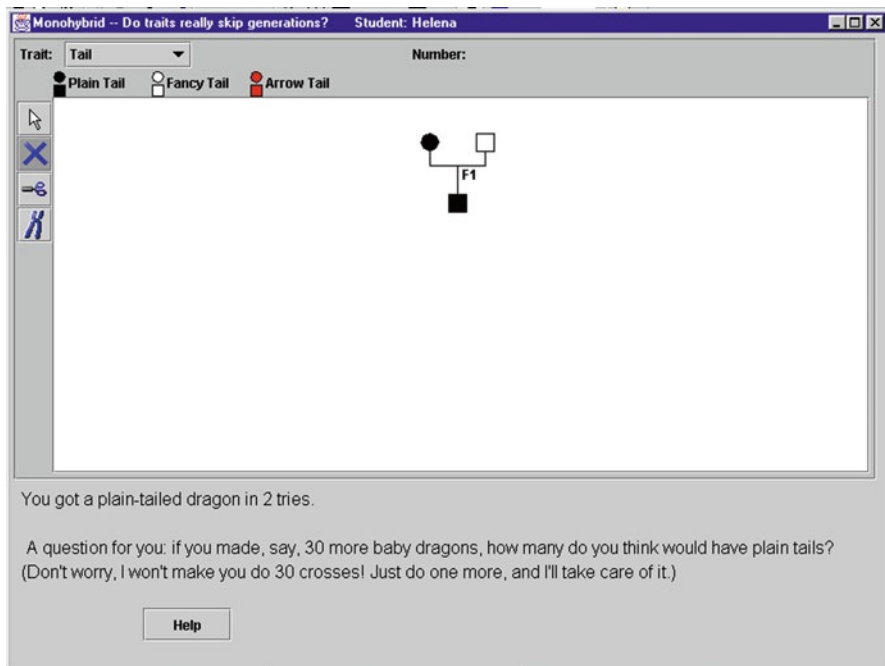 Monohybrid -- Do traits really skip generations? Student: Helena
Trait: Tail Number:
Plain Tail Fancy Tail Arrow Tail
F1
You got a plain-tailed dragon in 2 tries.
A question for you: if you made, say, 30 more baby dragons, how many do you think would have plain tails?
(Don't worry, I won't make you do 30 crosses! Just do one more, and I'll take care of it.)
Help